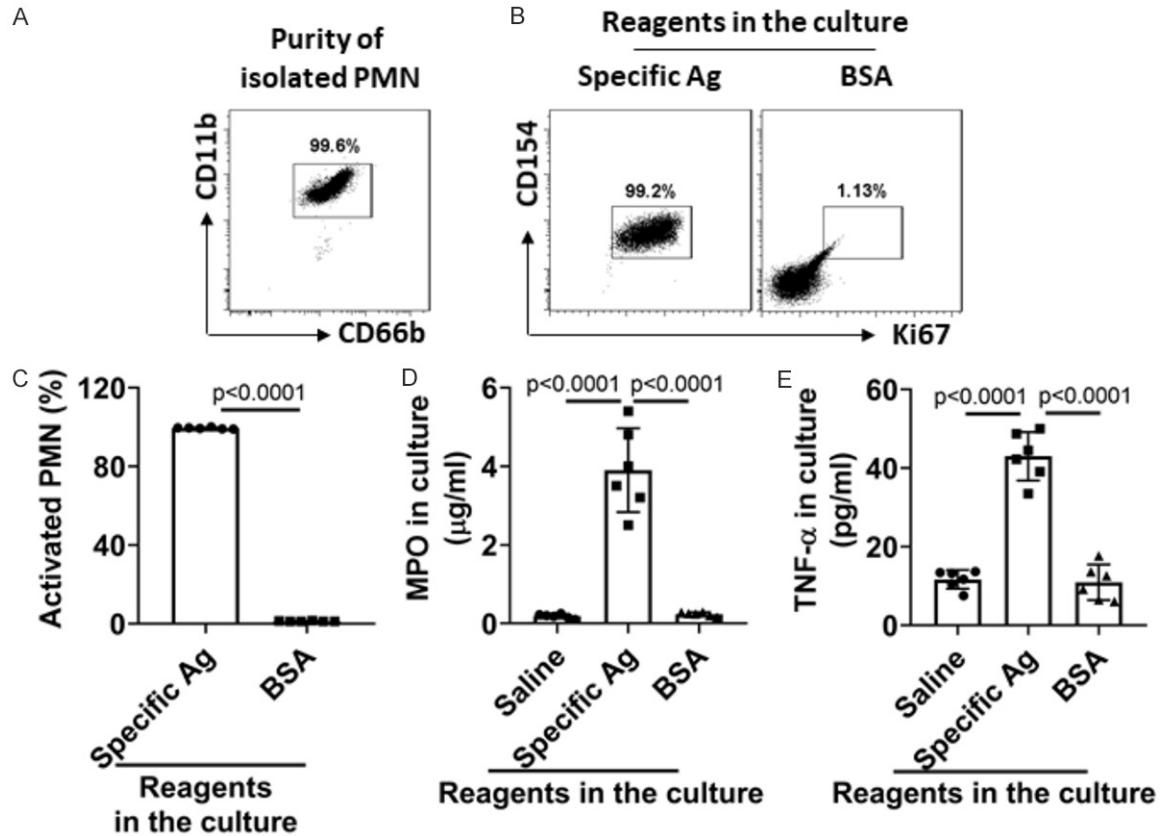 A
Purity of
isolated PMN
99.6%
CD11b
CD66b
B
Reagents in the culture
Specific Ag
BSA
CD154
99.2%
1.13%
Ki67
C
Activated PMN (%)
120
80
40
0
p<0.0001
Specific Ag
BSA
Reagents
in the culture
D
MPO in culture
(μg/ml)
6
4
2
0
p<0.0001
p<0.0001
Saline
Specific Ag
BSA
Reagents in the culture
E
TNF-α in culture
(pg/ml)
60
40
20
0
p<0.0001
p<0.0001
Saline
Specific Ag
BSA
Reagents in the culture